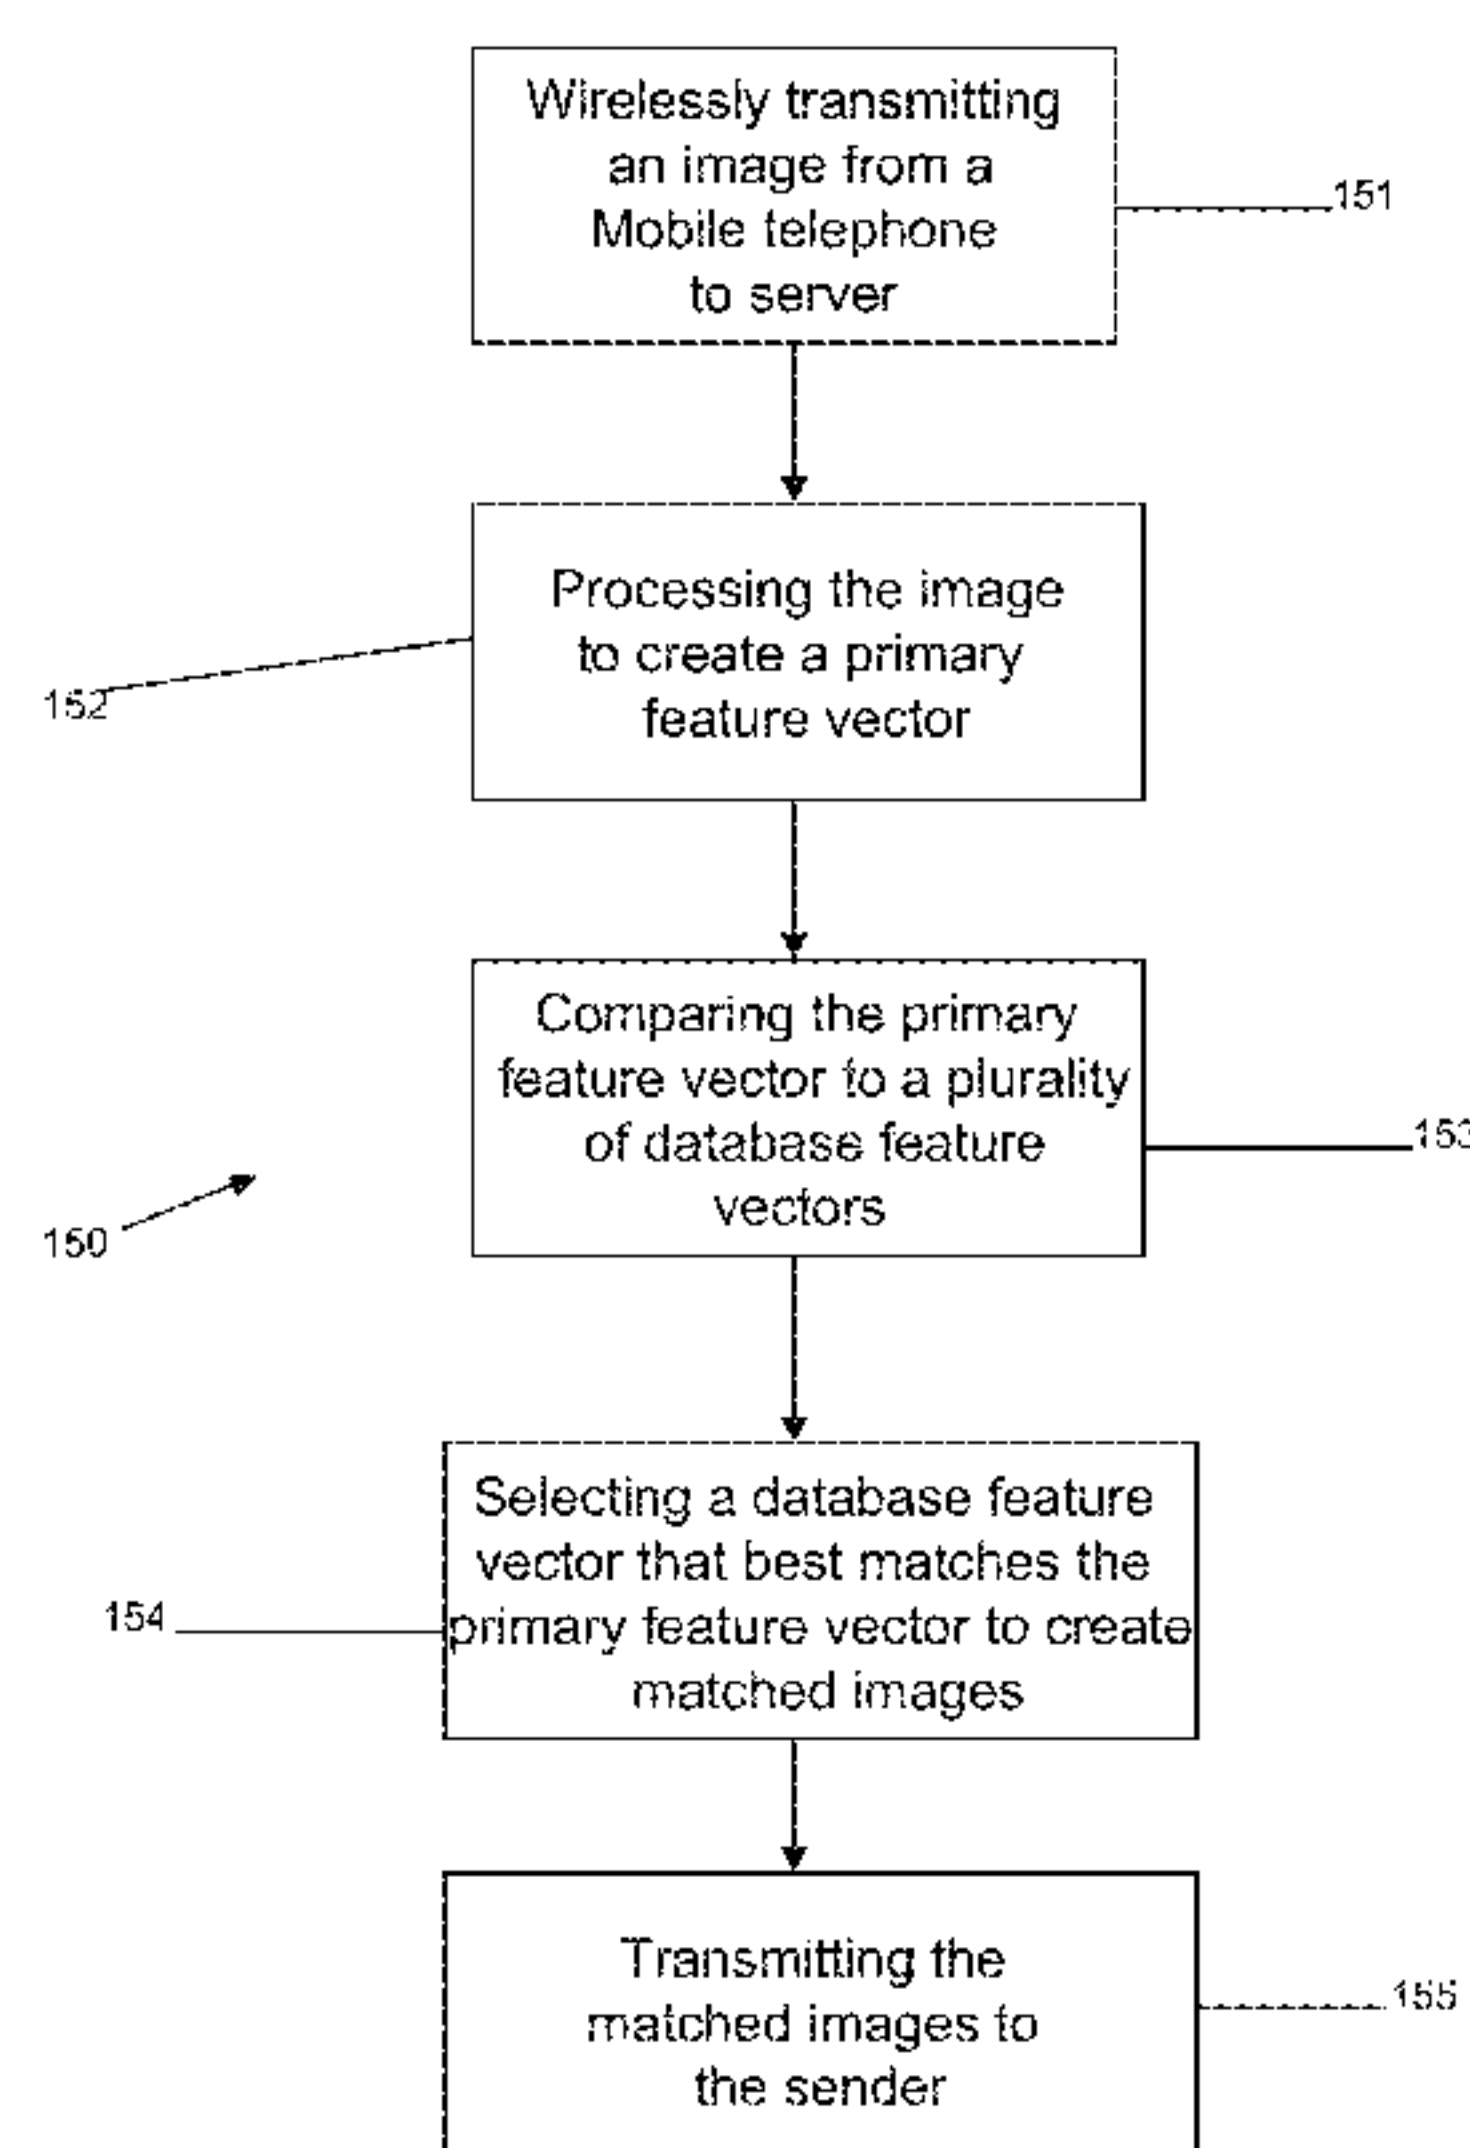 Wirelessly transmitting
an image from a
Mobile telephone
to server
151
Processing the image
to create a primary
feature vector
152
Comparing the primary
feature vector to a plurality
of database feature
vectors
153
150
Selecting a database feature
vector that best matches the
primary feature vector to create
matched images
154
Transmitting the
matched images to
the sender
155